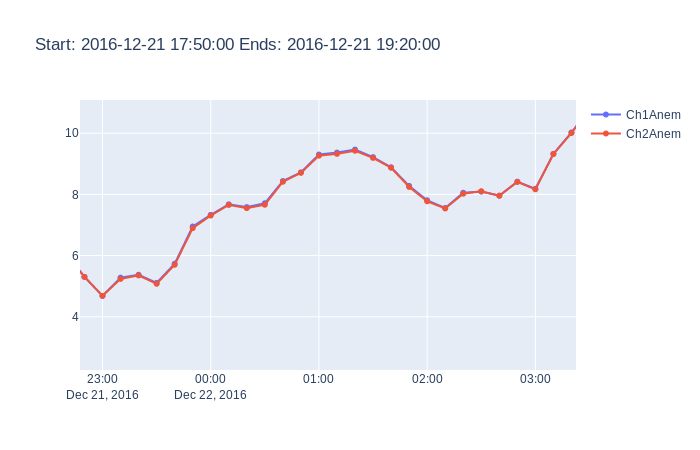 Start: 2016-12-21 17:50:00 Ends: 2016-12-21 19:20:00
Ch1Anem
Ch2Anem
10
8
6
4
23:00 00:00 01:00 02:00 03:00
Dec 21, 2016 Dec 22, 2016